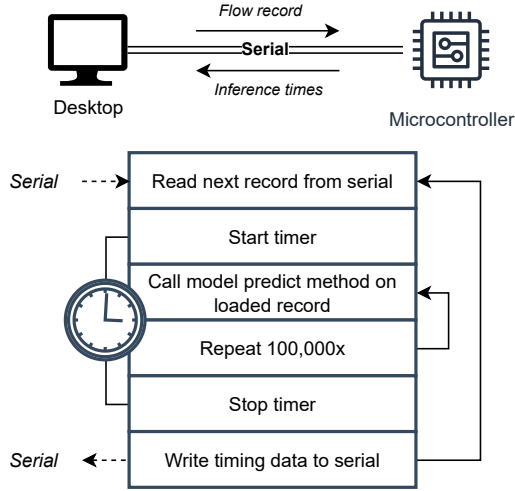 Flow record
Serial
Inference times
Desktop
Microcontroller
Serial
Read next record from serial
Start timer
Call model predict method on
loaded record
Repeat 100,000x
Stop timer
Serial
Write timing data to serial